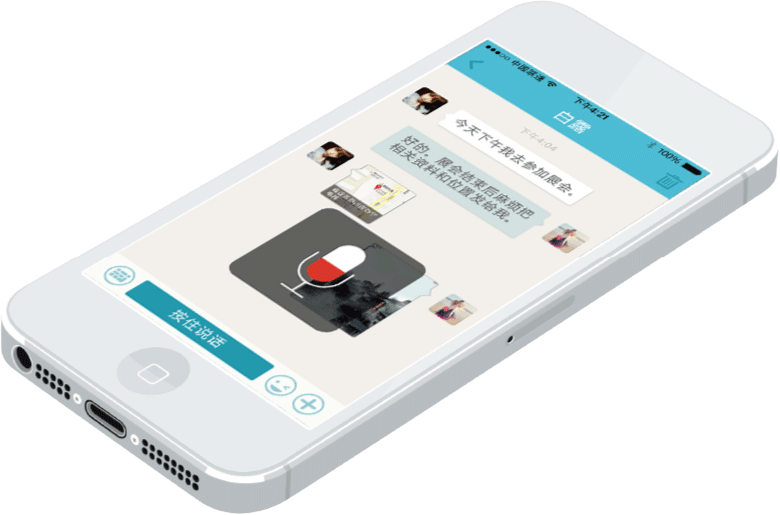 中国联通
下午4:21
100%
白露
下午4:04
今天下午我去参加展会。
好的，展会结束后麻烦把
相关资料和位置发给我。
按住说话